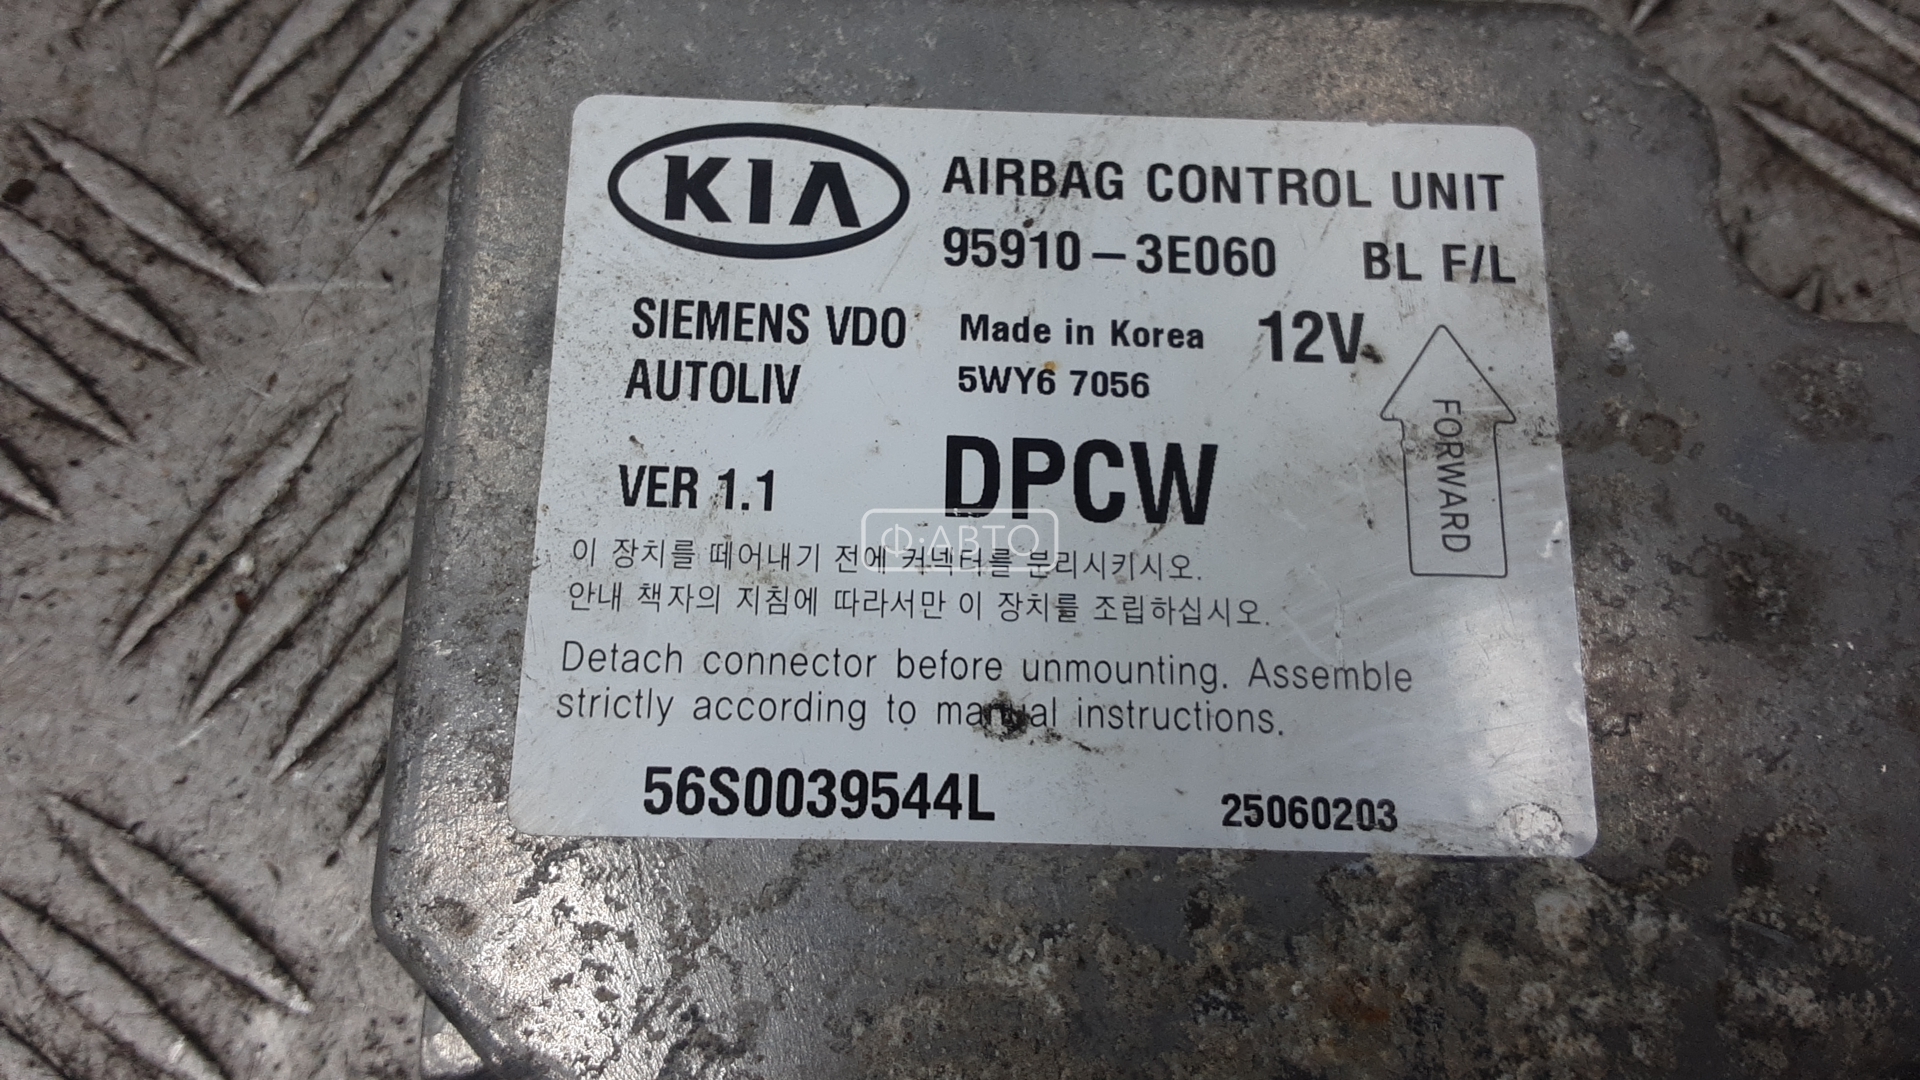 KIA AIRBAG CONTROL UNIT
95910-3E060 BL F/L
SIEMENS VDO Made in Korea 12V
AUTOLIV 5WY6 7056
FORWARD
VER 1.1 DPCW
Ф·АВТО
이 장치를 떼어내기 전에 커넥터를 분리시키시오.
안내 책자의 지침에 따라서만 이 장치를 조립하십시오.
Detach connector before unmounting. Assemble
strictly according to manual instructions.
56S0039544L 25060203